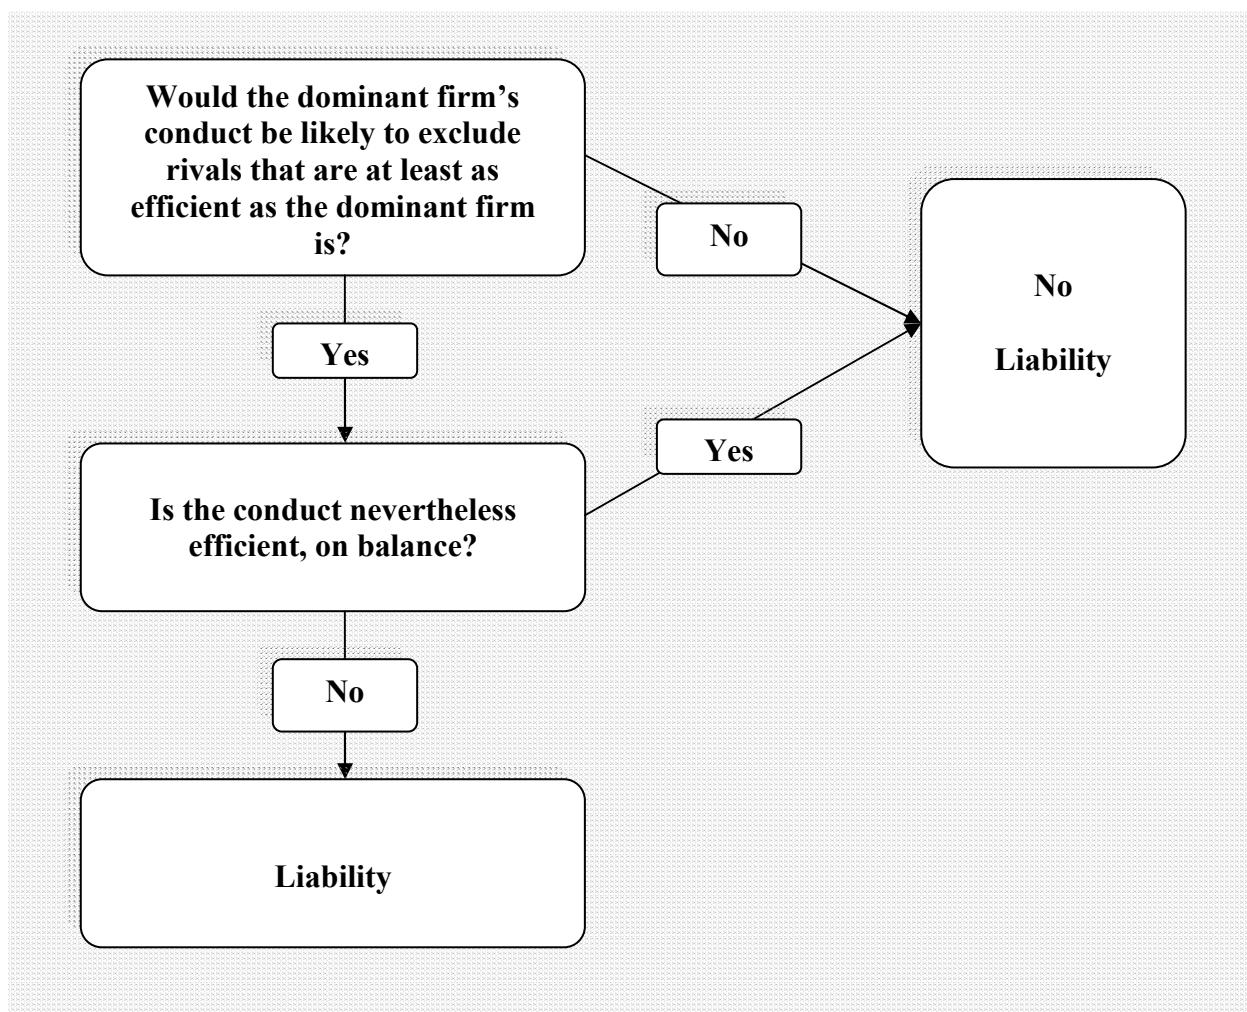 Would the dominant firm’s
conduct be likely to exclude
rivals that are at least as
efficient as the dominant firm
is?
No
No
Liability
Yes
Yes
Is the conduct nevertheless
efficient, on balance?
No
Liability